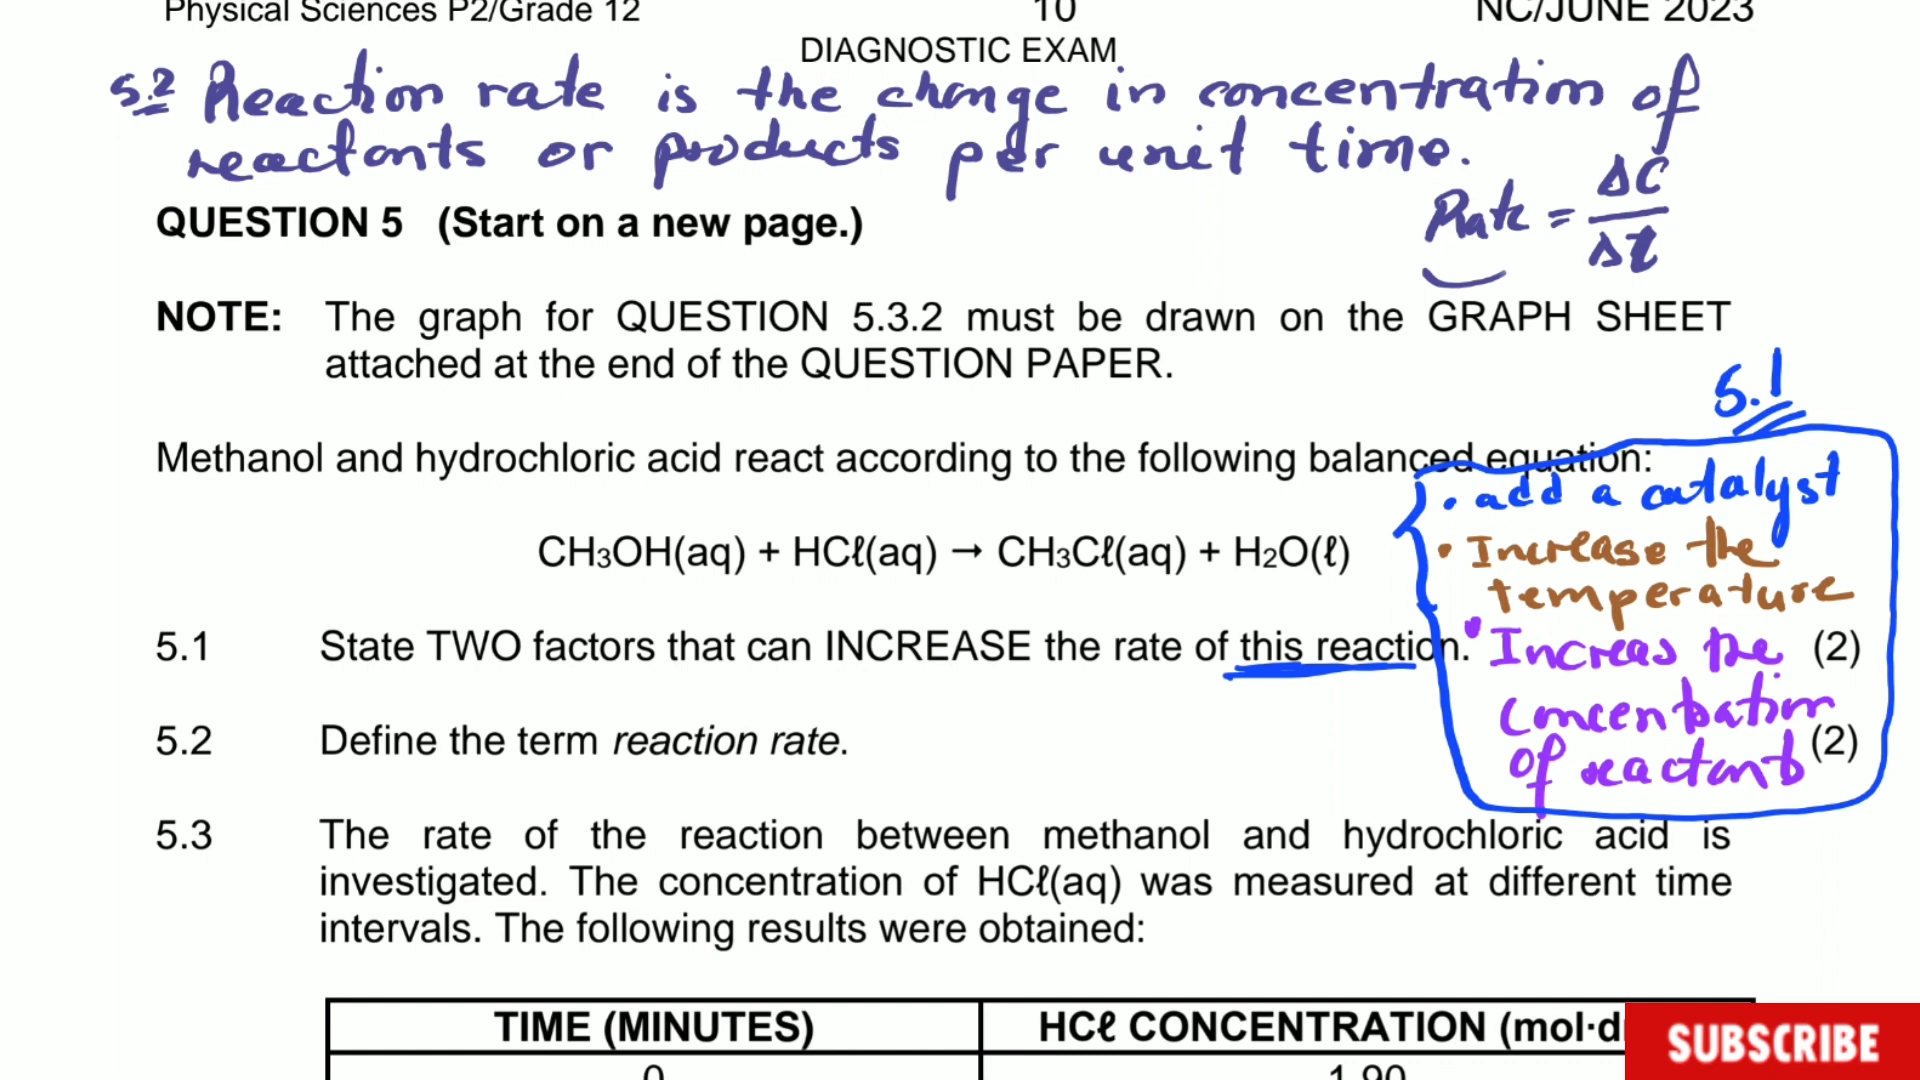 Physical Sciences P2/Grade 12 10 NC/JUNE 2023
DIAGNOSTIC EXAM
5.2 Reaction rate is the change in concentration of
reactants or products per unit time.
Rate = ΔC/Δt
QUESTION 5 (Start on a new page.)
NOTE: The graph for QUESTION 5.3.2 must be drawn on the GRAPH SHEET
attached at the end of the QUESTION PAPER.
5.1
Methanol and hydrochloric acid react according to the following balanced equation:
• add a catalyst
CH3OH(aq) + HCℓ(aq) → CH3Cℓ(aq) + H2O(ℓ)
• Increase the
temperature
5.1 State TWO factors that can INCREASE the rate of this reaction. (2)
• Increas the
concentration
of reactants
5.2 Define the term reaction rate. (2)
5.3 The rate of the reaction between methanol and hydrochloric acid is
investigated. The concentration of HCℓ(aq) was measured at different time
intervals. The following results were obtained:
TIME (MINUTES) HCℓ CONCENTRATION (mol·d
0 1,90
SUBSCRIBE